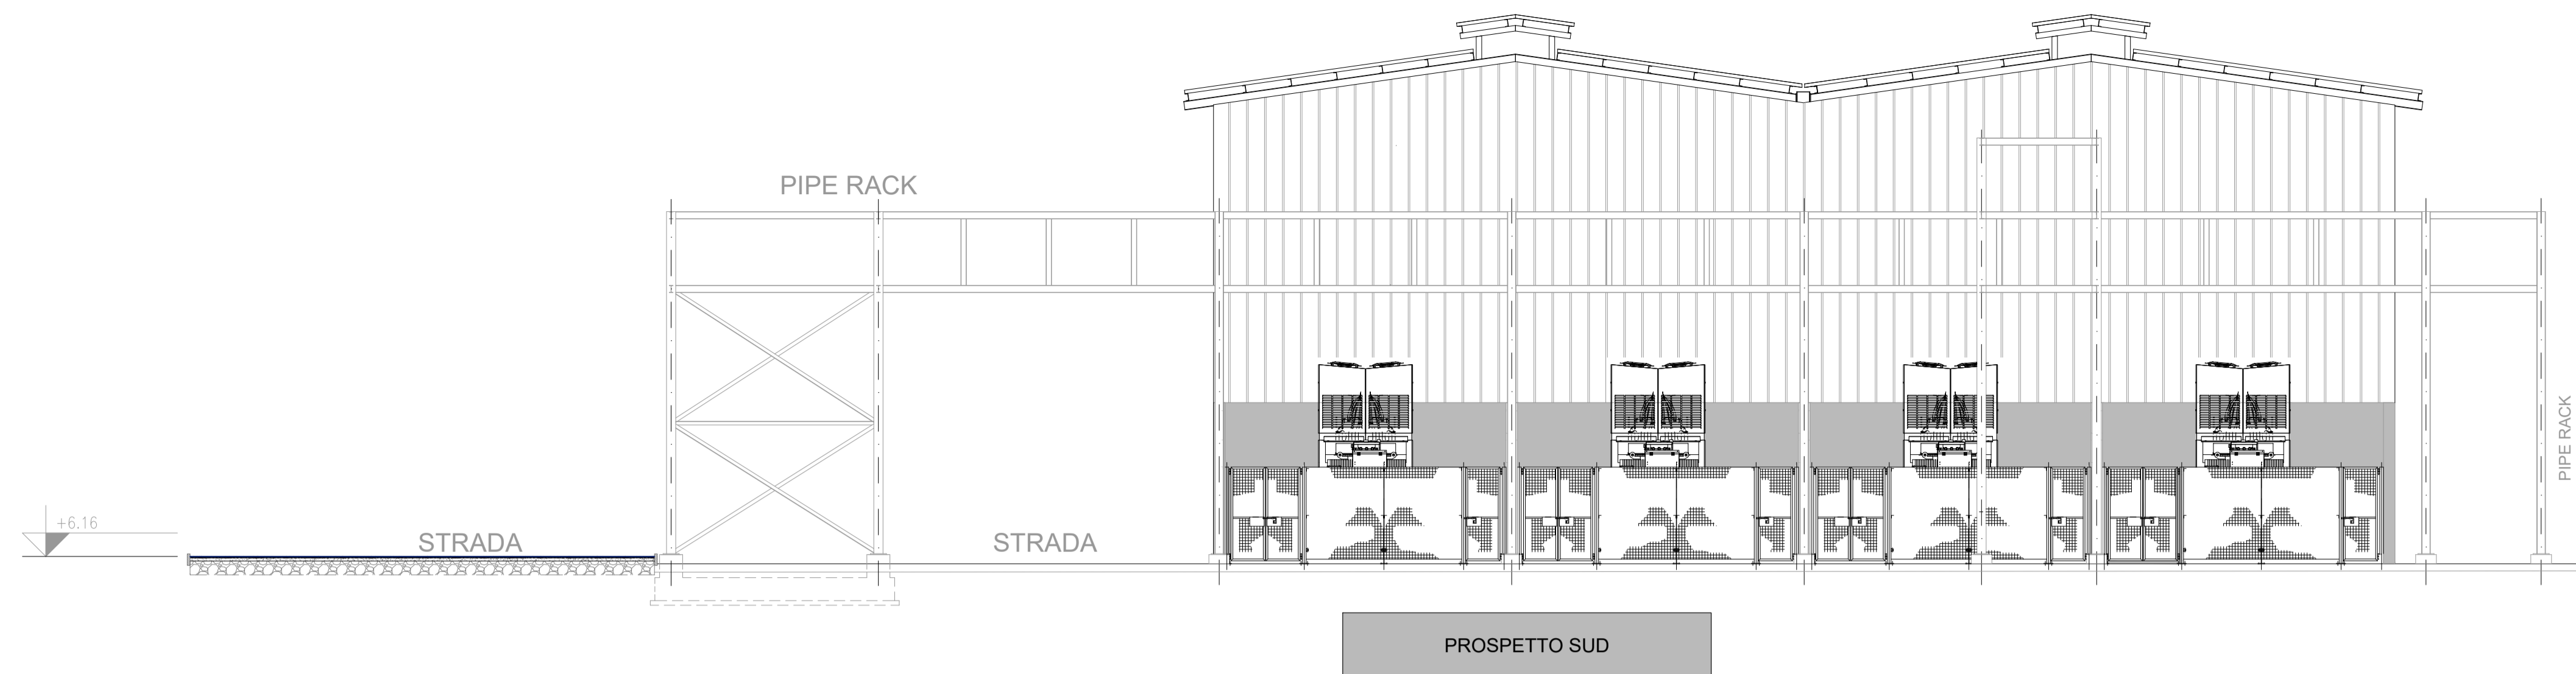 PIPE RACK
+6.16
STRADA
STRADA
PIPE RACK
PROSPETTO SUD